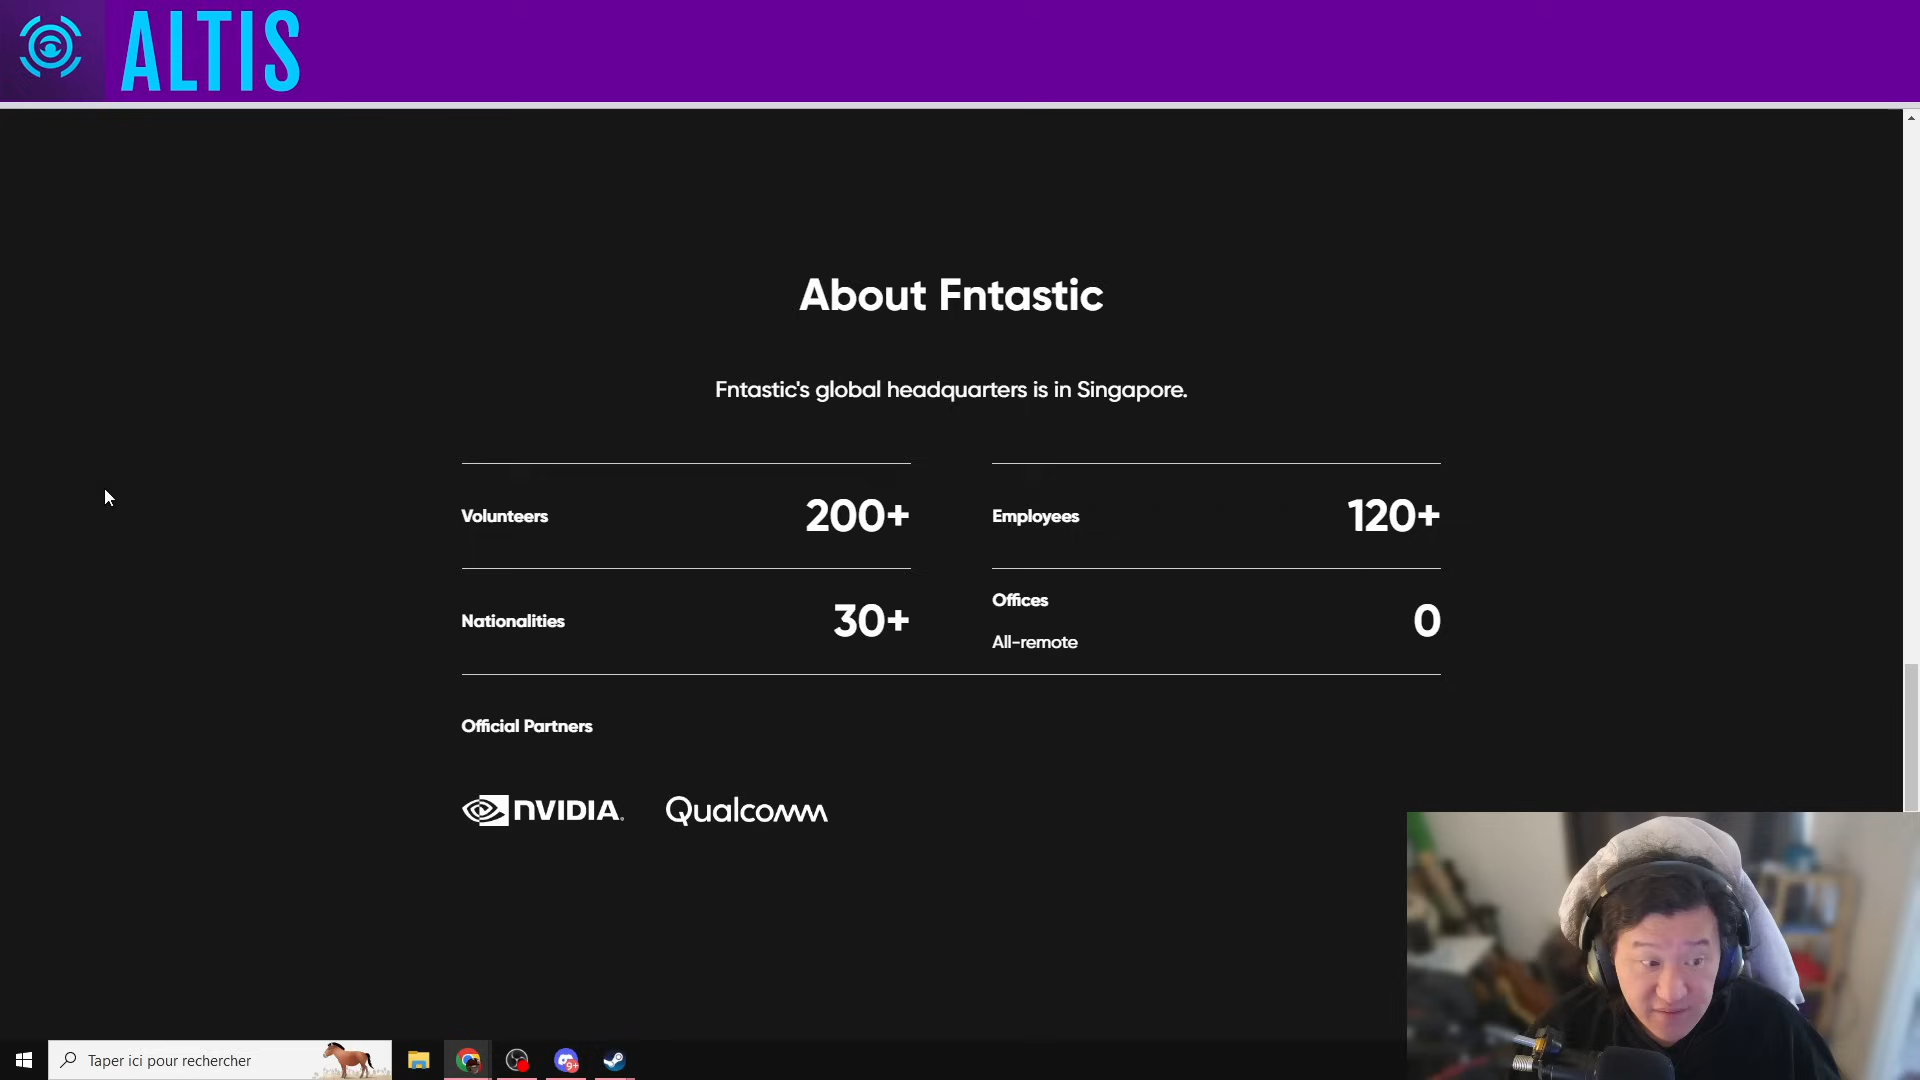 ALTIS
About Fntastic
Fntastic's global headquarters is in Singapore.
Volunteers 200+
Employees 120+
Nationalities 30+
Offices
All-remote
0
Official Partners
NVIDIA.
Qualcomm
Taper ici pour rechercher
9+